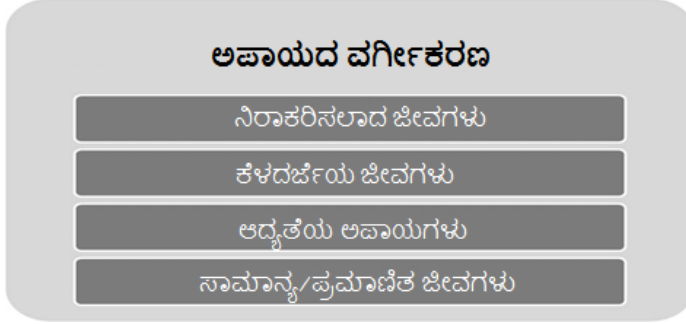 ಅಪಾಯದ ವರ್ಗೀಕರಣ
ನಿರಾಕರಿಸಲಾದ ಜೀವಗಳು
ಕೆಳದರ್ಜೆಯ ಜೀವಗಳು
ಆದ್ಯತೆಯ ಅಪಾಯಗಳು
ಸಾಮಾನ್ಯ/ಪ್ರಮಾಣಿತ ಜೀವಗಳು